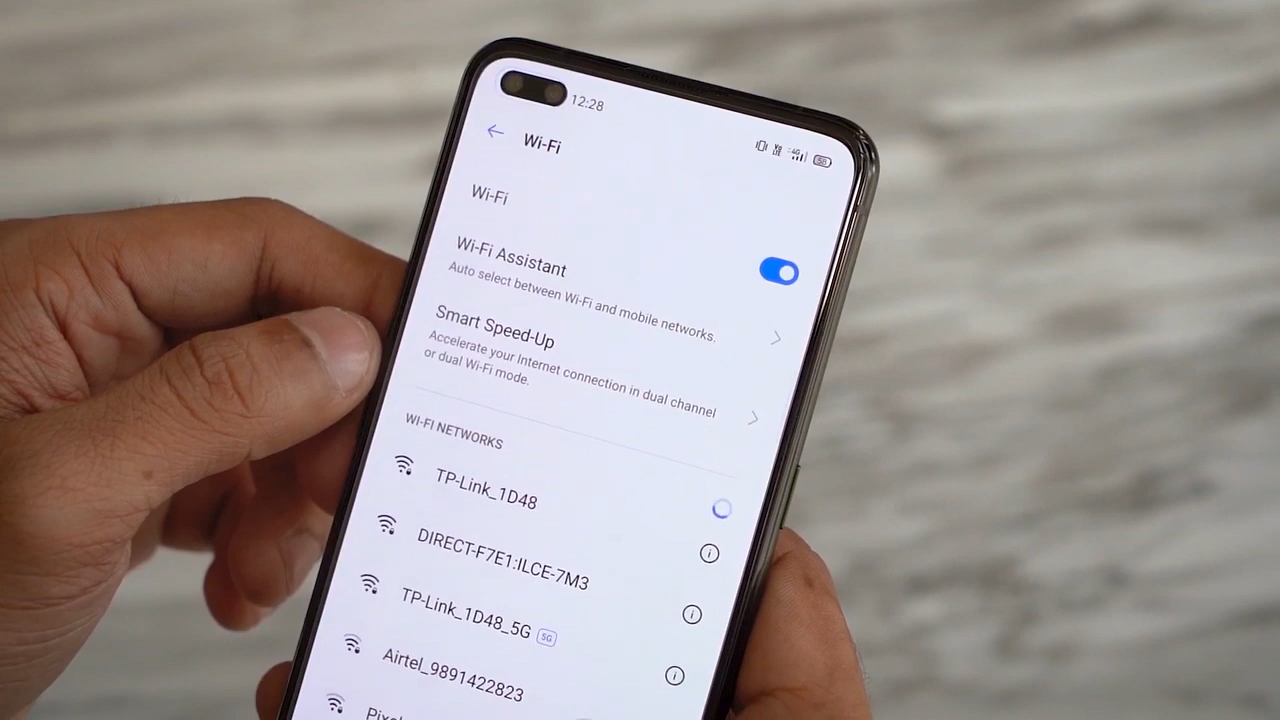 12:28
Wi-Fi
Wi-Fi
Wi-Fi Assistant
Auto select between Wi-Fi and mobile networks.
Smart Speed-Up
Accelerate your Internet connection in dual channel
or dual Wi-Fi mode.
WI-FI NETWORKS
TP-Link_1D48
DIRECT-F7E1:ILCE-7M3
TP-Link_1D48_5G 5G
Airtel_9891422823